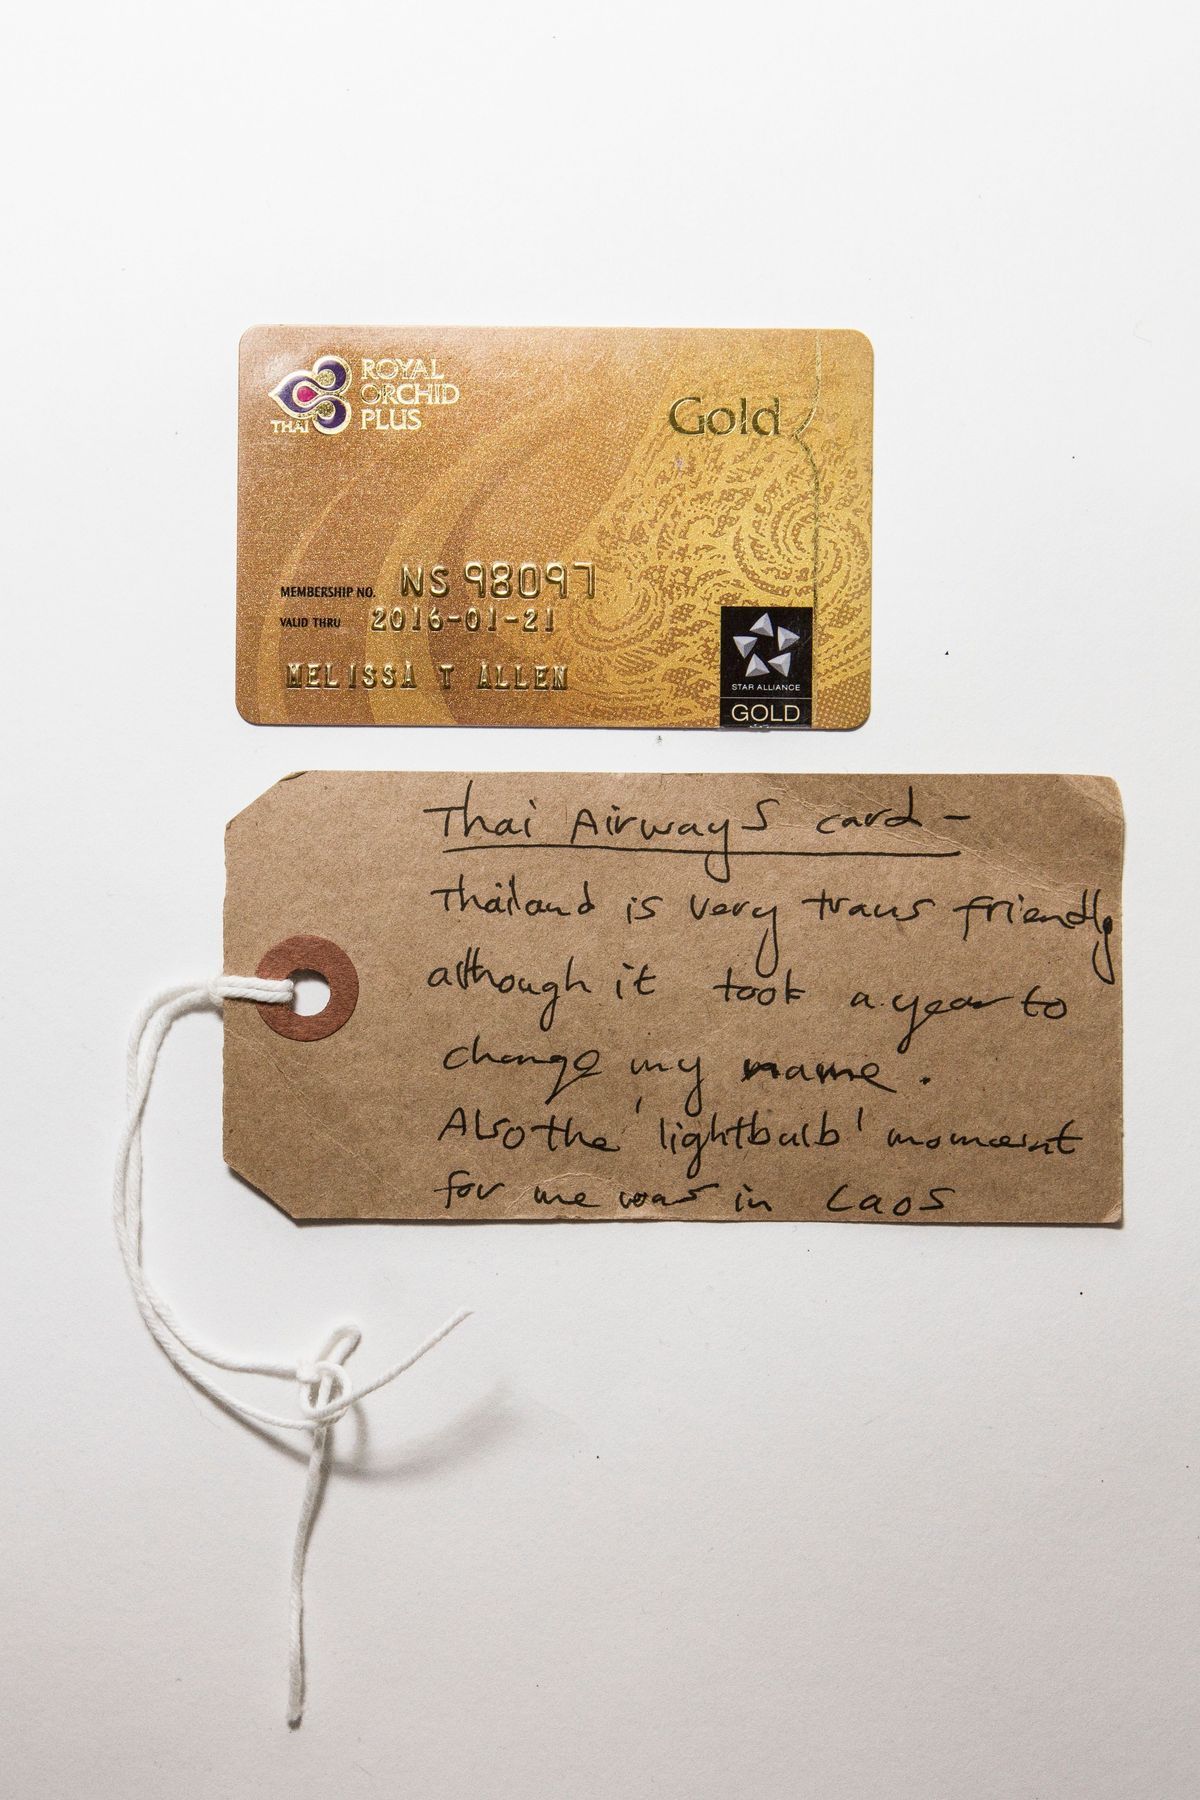 ROYAL
ORCHID
PLUS
THAI
Gold
MEMBERSHIP NO. NS 98097
VALID THRU 2016-01-21
MELISSA T ALLEN
STAR ALLIANCE
GOLD
Thai Airways card -
Thailand is very trans friendly
although it took a year to
change my name.
Also the 'lightbulb' moment
for me was in Laos